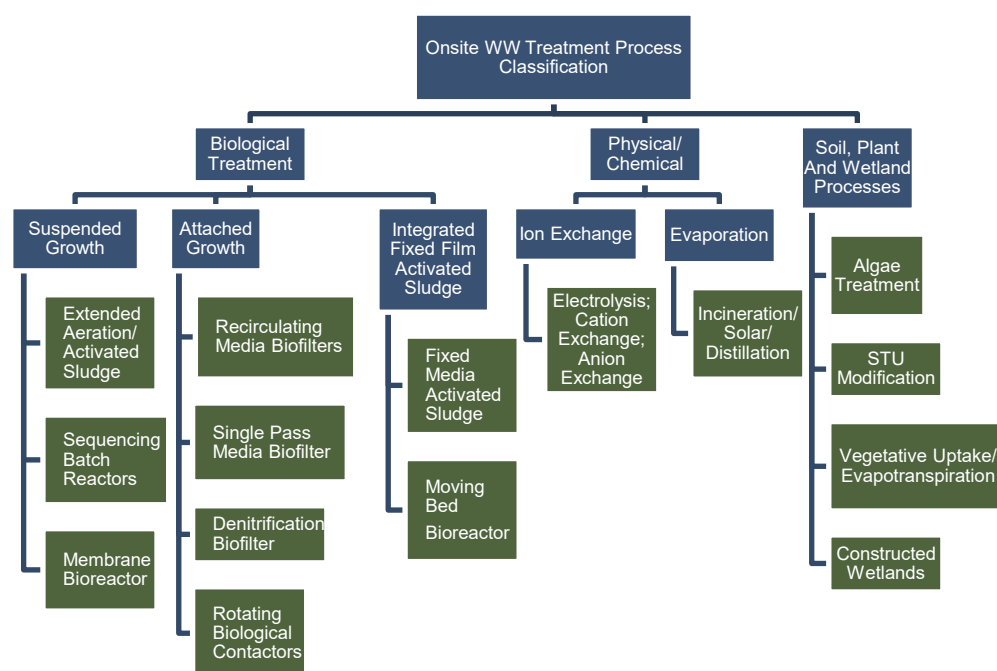 Onsite WW Treatment Process
Classification
Biological
Treatment
Physical/
Chemical
Soil, Plant
And Wetland
Processes
Suspended
Growth
Attached
Growth
Integrated
Fixed Film
Activated
Sludge
Ion Exchange
Evaporation
Extended
Aeration/
Activated
Sludge
Sequencing
Batch
Reactors
Membrane
Bioreactor
Recirculating
Media Biofilters
Single Pass
Media Biofilter
Denitrification
Biofilter
Rotating
Biological
Contactors
Fixed
Media
Activated
Sludge
Moving
Bed
Bioreactor
Electrolysis;
Cation
Exchange;
Anion
Exchange
Incineration/
Solar/
Distillation
Algae
Treatment
STU
Modification
Vegetative Uptake/
Evapotranspiration
Constructed
Wetlands